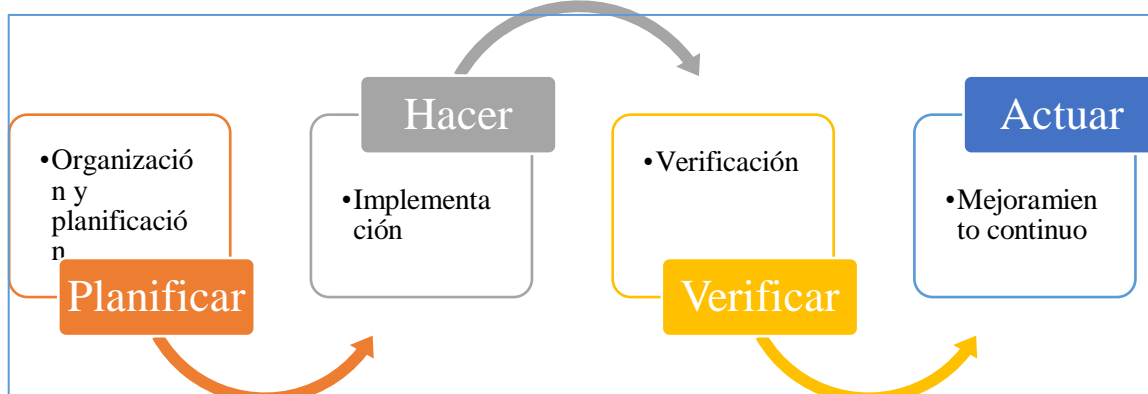 •Organizació
n y
planificació
n
Planificar
Hacer
•Implementa
ción
•Verificación
Verificar
Actuar
•Mejoramien
to continuo